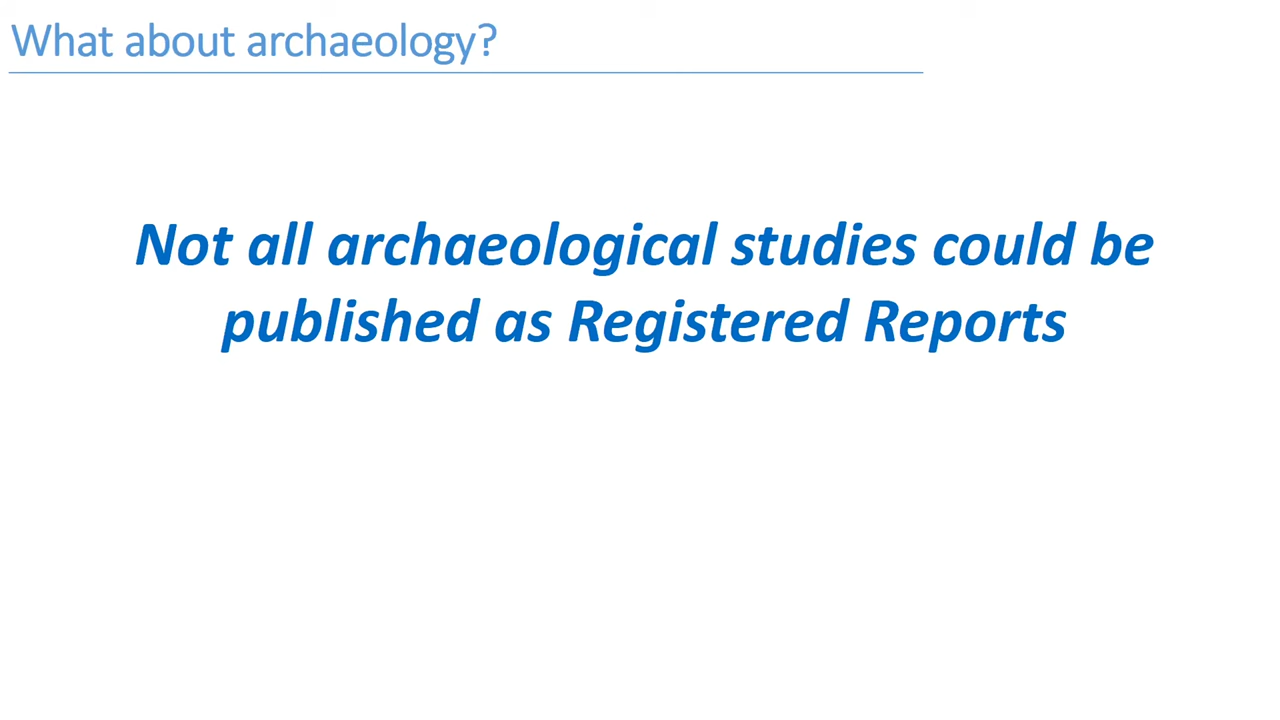 What about archaeology?
Not all archaeological studies could be
published as Registered Reports